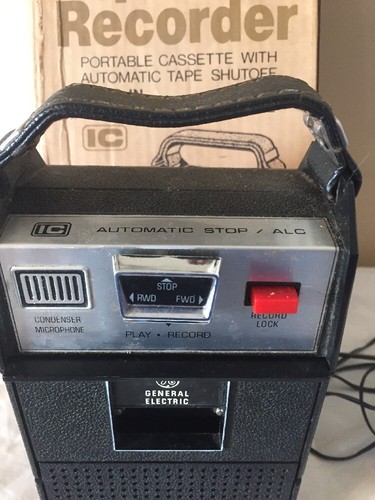 Recorder
PORTABLE CASSETTE WITH
AUTOMATIC TAPE SHUTOFF
IC
IC AUTOMATIC STOP / ALC
STOP
RWD FWD
CONDENSER
MICROPHONE
PLAY • RECORD
RECORD
LOCK
GE
GENERAL
ELECTRIC